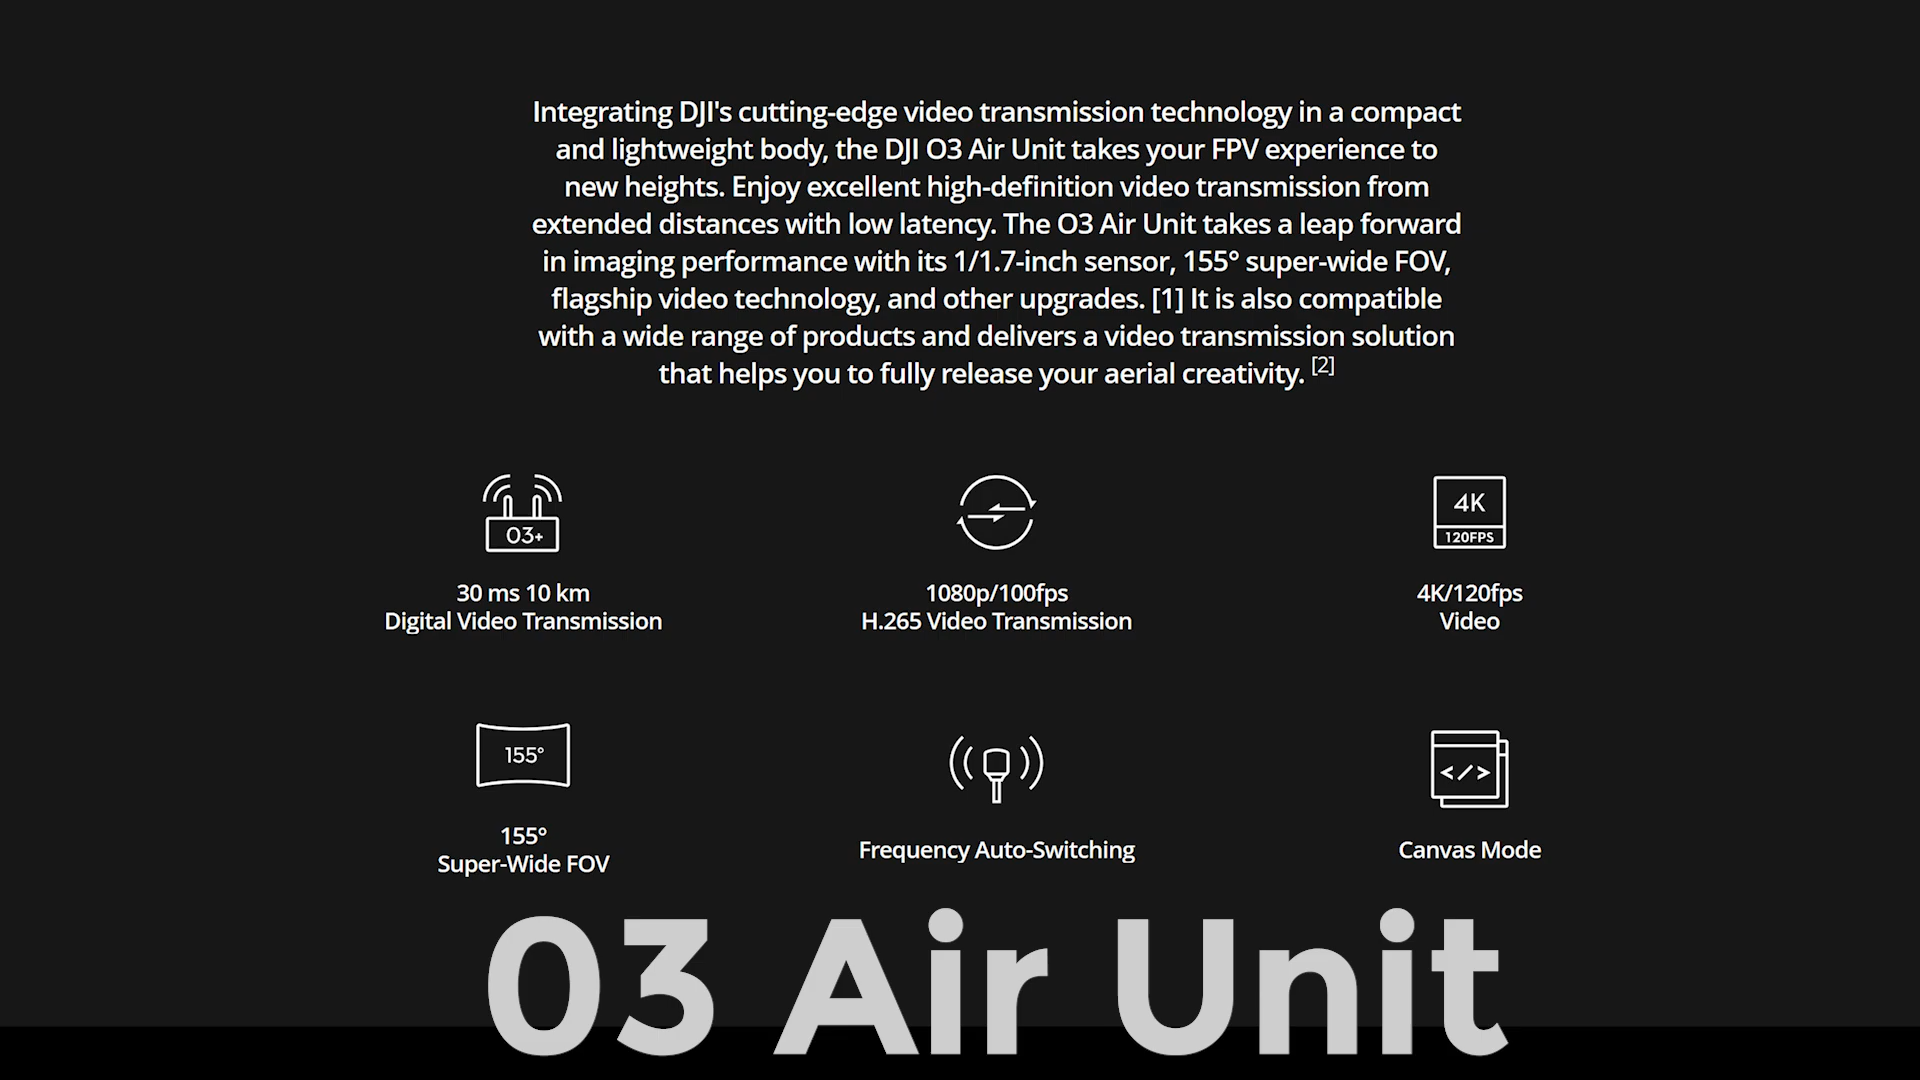 Integrating DJI's cutting-edge video transmission technology in a compact
and lightweight body, the DJI O3 Air Unit takes your FPV experience to
new heights. Enjoy excellent high-definition video transmission from
extended distances with low latency. The O3 Air Unit takes a leap forward
in imaging performance with its 1/1.7-inch sensor, 155° super-wide FOV,
flagship video technology, and other upgrades. [1] It is also compatible
with a wide range of products and delivers a video transmission solution
that helps you to fully release your aerial creativity. [2]
O3+
30 ms 10 km
Digital Video Transmission
1080p/100fps
H.265 Video Transmission
4K
120FPS
4K/120fps
Video
155°
155°
Super-Wide FOV
Frequency Auto-Switching
</>
Canvas Mode
03 Air Unit